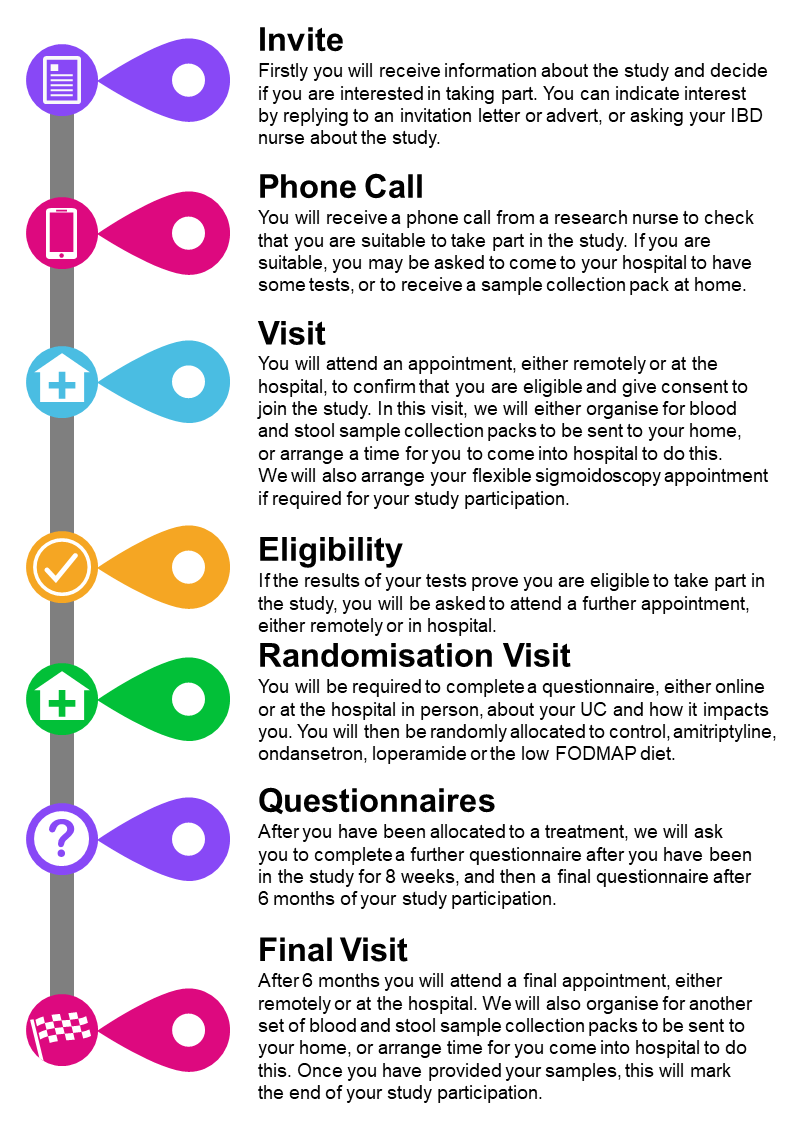 Invite
Firstly you will receive information about the study and decide
if you are interested in taking part. You can indicate interest
by replying to an invitation letter or advert, or asking your IBD
nurse about the study.
Phone Call
You will receive a phone call from a research nurse to check
that you are suitable to take part in the study. If you are
suitable, you may be asked to come to your hospital to have
some tests, or to receive a sample collection pack at home.
Visit
You will attend an appointment, either remotely or at the
hospital, to confirm that you are eligible and give consent to
join the study. In this visit, we will either organise for blood
and stool sample collection packs to be sent to your home,
or arrange a time for you to come into hospital to do this.
We will also arrange your flexible sigmoidoscopy appointment
if required for your study participation.
Eligibility
If the results of your tests prove you are eligible to take part in
the study, you will be asked to attend a further appointment,
either remotely or in hospital.
Randomisation Visit
You will be required to complete a questionnaire, either online
or at the hospital in person, about your UC and how it impacts
you. You will then be randomly allocated to control, amitriptyline,
ondansetron, loperamide or the low FODMAP diet.
Questionnaires
After you have been allocated to a treatment, we will ask
you to complete a further questionnaire after you have been
in the study for 8 weeks, and then a final questionnaire after
6 months of your study participation.
Final Visit
After 6 months you will attend a final appointment, either
remotely or at the hospital. We will also organise for another
set of blood and stool sample collection packs to be sent to
your home, or arrange time for you come into hospital to do
this. Once you have provided your samples, this will mark
the end of your study participation.